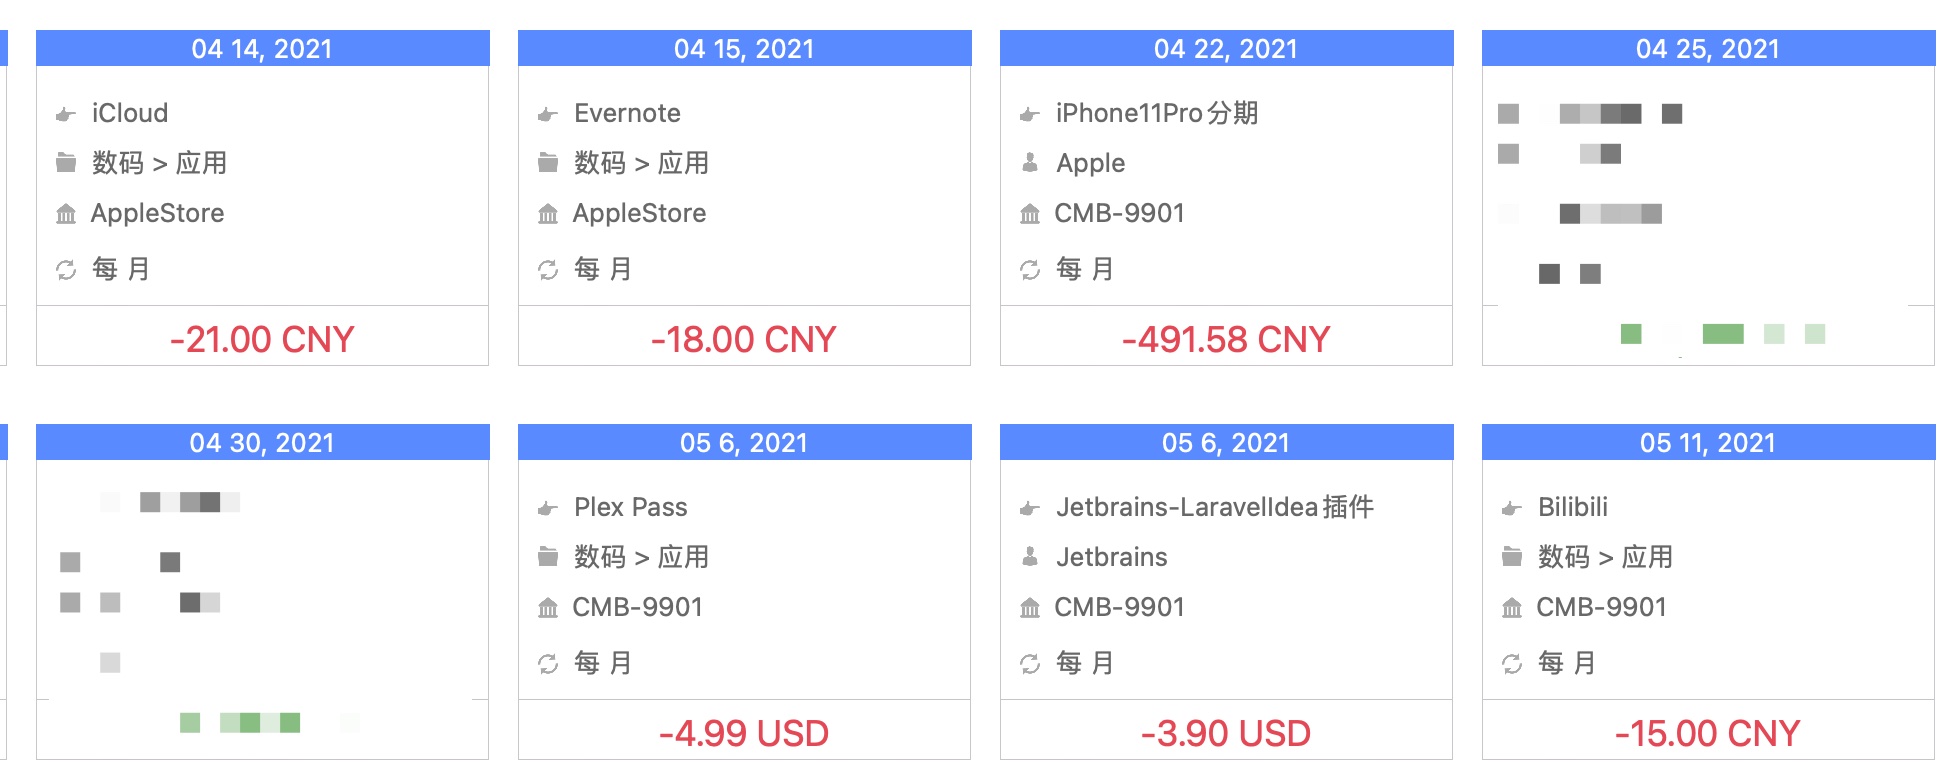 04 14, 2021
iCloud
数码 > 应用
AppleStore
每 月
-21.00 CNY
04 15, 2021
Evernote
数码 > 应用
AppleStore
每 月
-18.00 CNY
04 22, 2021
iPhone11Pro分期
Apple
CMB-9901
每 月
-491.58 CNY
04 25, 2021
04 30, 2021
05 6, 2021
Plex Pass
数码 > 应用
CMB-9901
每 月
-4.99 USD
05 6, 2021
Jetbrains-LaravelIdea插件
Jetbrains
CMB-9901
每 月
-3.90 USD
05 11, 2021
Bilibili
数码 > 应用
CMB-9901
每 月
-15.00 CNY